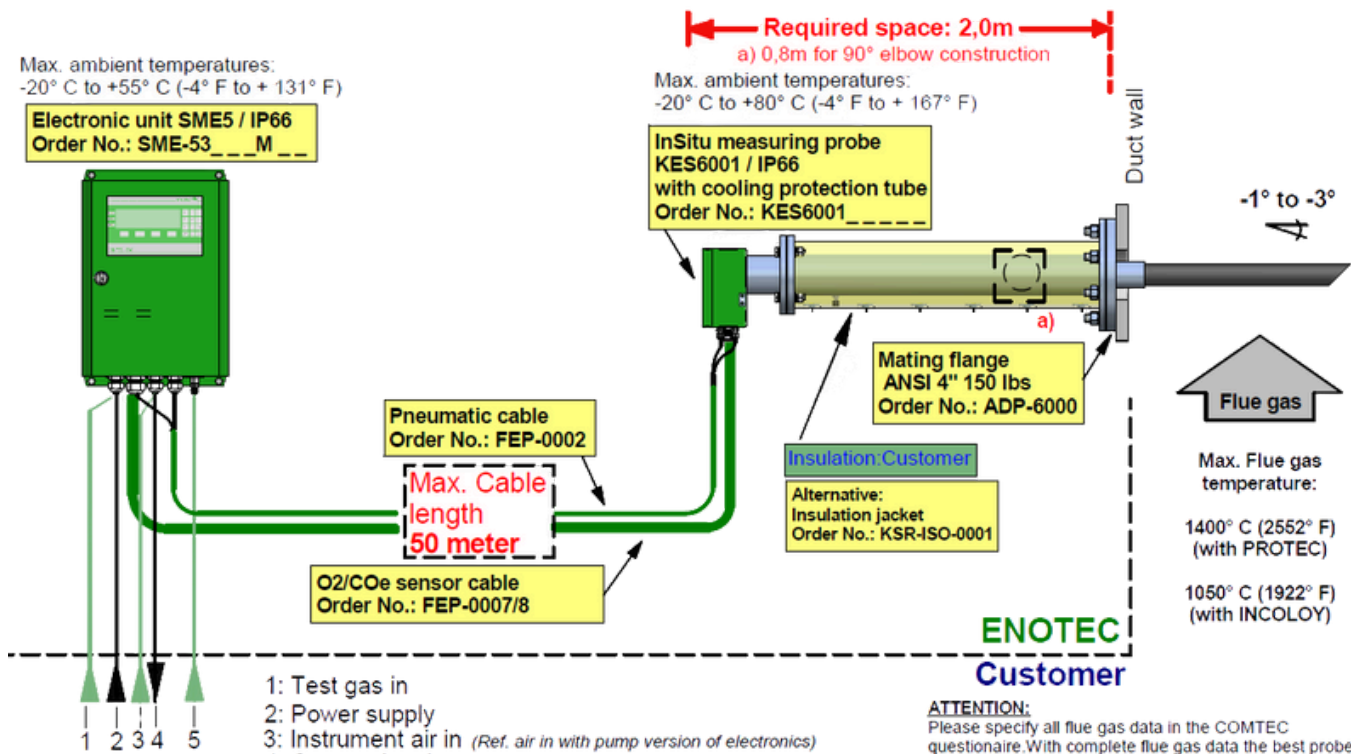 Required space: 2,0m
a) 0,8m for 90° elbow construction
Max. ambient temperatures:
-20° C to +55° C (-4° F to + 131° F)
Electronic unit SME5 / IP66
Order No.: SME-53_ _ _M _ _
Max. ambient temperatures:
-20° C to +80° C (-4° F to + 167° F)
InSitu measuring probe
KES6001 / IP66
with cooling protection tube
Order No.: KES6001_ _ _ _ _ _
Duct wall
-1° to -3°
a)
Mating flange
ANSI 4" 150 lbs
Order No.: ADP-6000
Flue gas
Pneumatic cable
Order No.: FEP-0002
Insulation:Customer
Max. Flue gas
temperature:
1400° C (2552° F)
(with PROTEC)
1050° C (1922° F)
(with INCOLOY)
Max. Cable
length
50 meter
Alternative:
Insulation jacket
Order No.: KSR-ISO-0001
O2/COe sensor cable
Order No.: FEP-0007/8
ENOTEC
Customer
1 2 3 4 5
1: Test gas in
2: Power supply
3: Instrument air in (Ref. air in with pump version of electronics)
ATTENTION:
Please specify all flue gas data in the COMTEC
questionaire.With complete flue gas data the best probe